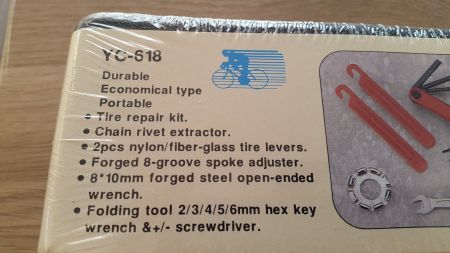 YC-618
Durable
Economical type
Portable
• Tire repair kit.
• Chain rivet extractor.
• 2pcs nylon/fiber-glass tire levers.
• Forged 8-groove spoke adjuster.
• 8*10mm forged steel open-ended
wrench.
• Folding tool 2/3/4/5/6mm hex key
wrench &+/- screwdriver.